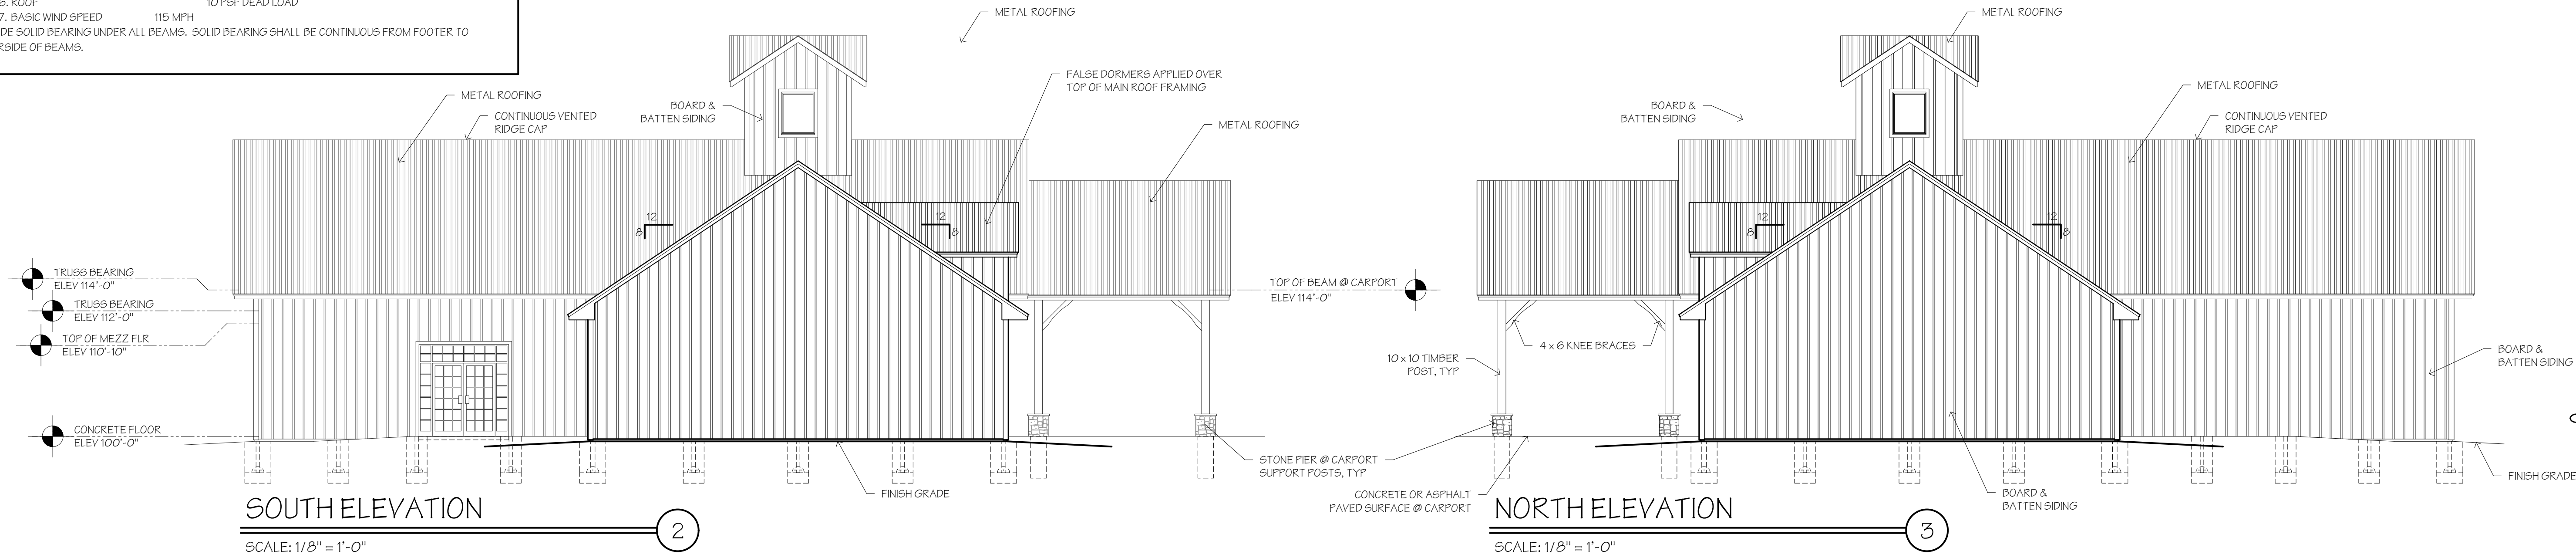 ROOF
10 PSF DEAD LOAD
7. BASIC WIND SPEED 115 MPH
SOLID BEARING UNDER ALL BEAMS. SOLID BEARING SHALL BE CONTINUOUS FROM FOOTER TO
OF BEAMS.
METAL ROOFING
METAL ROOFING
CONTINUOUS VENTED
RIDGE CAP
BOARD &
BATTEN SIDING
FALSE DORMERS APPLIED OVER
TOP OF MAIN ROOF FRAMING
METAL ROOFING
12
8
12
8
TRUSS BEARING
ELEV 114'-0"
TRUSS BEARING
ELEV 112'-0"
TOP OF MEZZ FLR
ELEV 110'-10"
CONCRETE FLOOR
ELEV 100'-0"
TOP OF BEAM @ CARPORT
ELEV 114'-0"
STONE PIER @ CARPORT
SUPPORT POSTS, TYP
FINISH GRADE
SOUTH ELEVATION
2
SCALE: 1/8" = 1'-0"
METAL ROOFING
BOARD &
BATTEN SIDING
METAL ROOFING
CONTINUOUS VENTED
RIDGE CAP
12
8
12
8
4 x 6 KNEE BRACES
10 x 10 TIMBER
POST, TYP
BOARD &
BATTEN SIDING
CONCRETE OR ASPHALT
PAVED SURFACE @ CARPORT
BOARD &
BATTEN SIDING
FINISH GRADE
NORTH ELEVATION
3
SCALE: 1/8" = 1'-0"